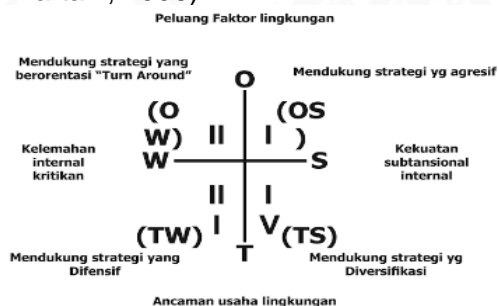 Peluang Faktor lingkungan
Mendukung strategi yang
berorentasi "Turn Around"
O
Mendukung strategi yg agresif
(O
W)
II
I
(OS
)
Kelemahan
internal
kritikan
W
S
Kekuatan
subtansional
internal
II
I
I
V
(TW)
(TS)
T
Mendukung strategi yang
Difensif
Mendukung strategi yg
Diversifikasi
Ancaman usaha lingkungan